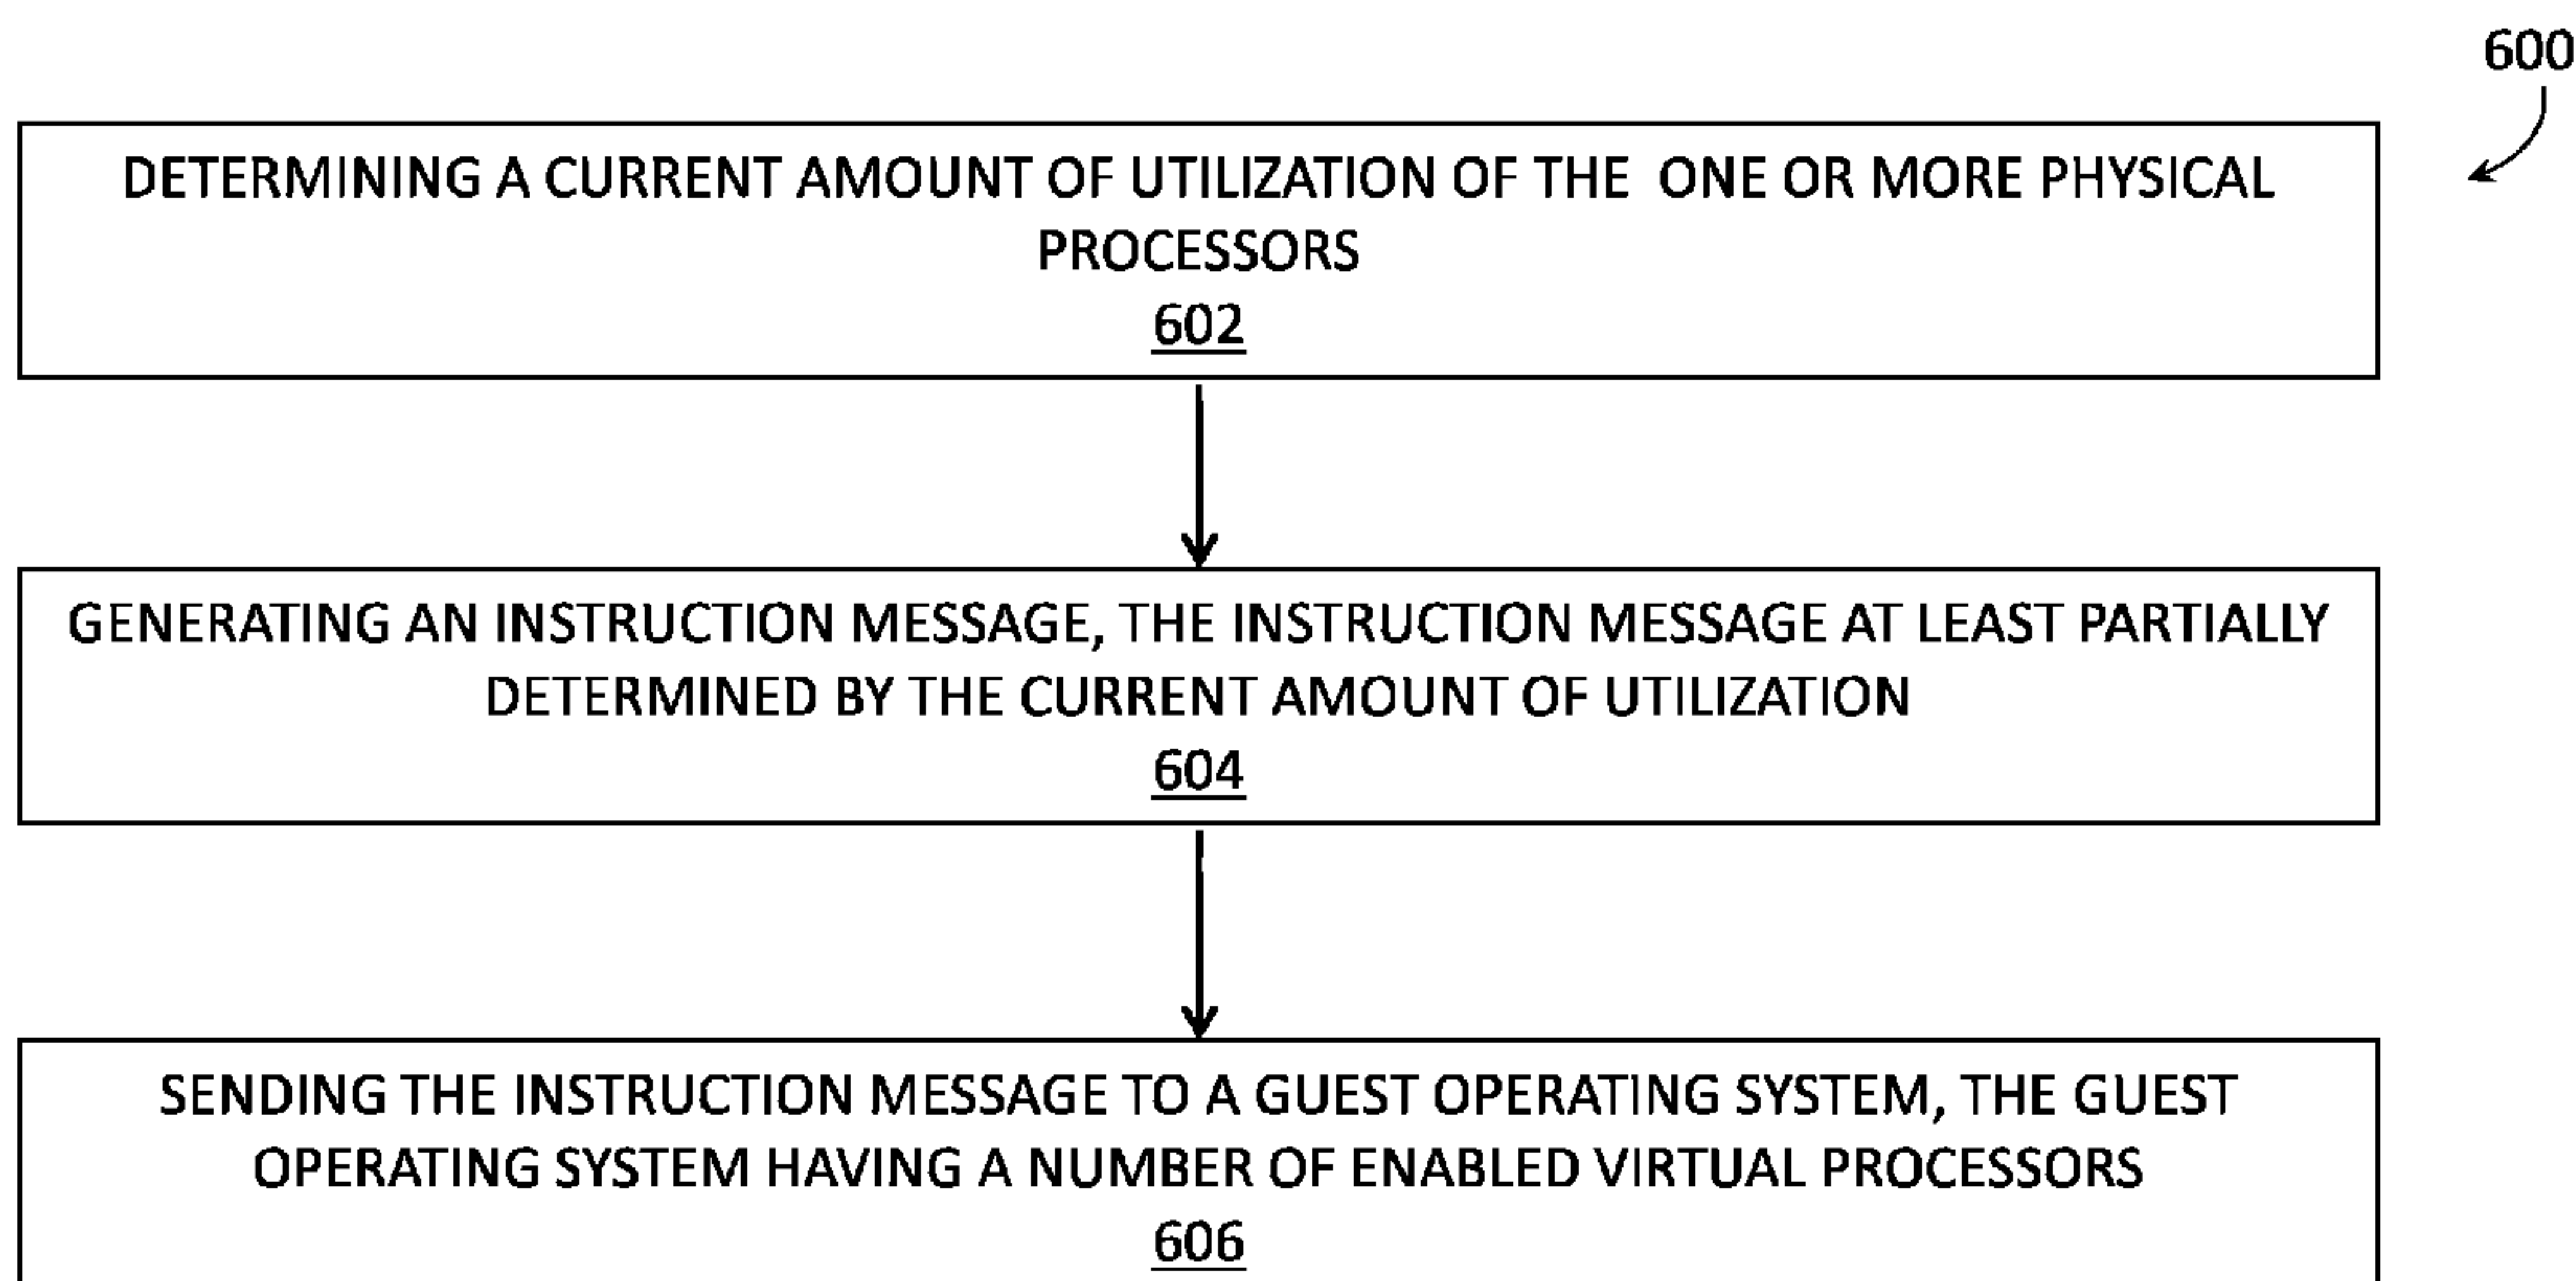 600
DETERMINING A CURRENT AMOUNT OF UTILIZATION OF THE ONE OR MORE PHYSICAL
PROCESSORS
602
GENERATING AN INSTRUCTION MESSAGE, THE INSTRUCTION MESSAGE AT LEAST PARTIALLY
DETERMINED BY THE CURRENT AMOUNT OF UTILIZATION
604
SENDING THE INSTRUCTION MESSAGE TO A GUEST OPERATING SYSTEM, THE GUEST
OPERATING SYSTEM HAVING A NUMBER OF ENABLED VIRTUAL PROCESSORS
606